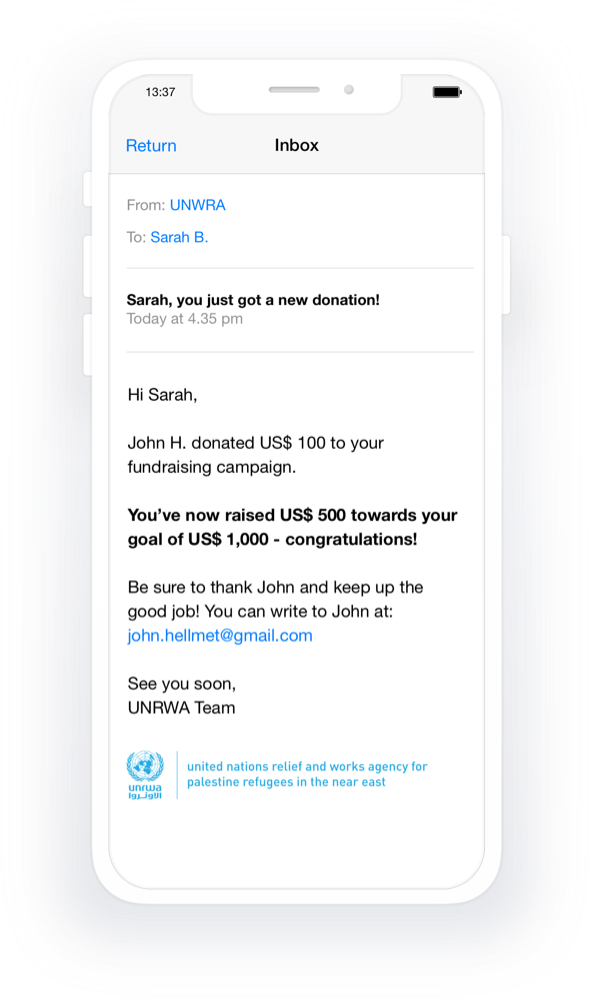 13:37
Return Inbox
From: UNWRA
To: Sarah B.
Sarah, you just got a new donation!
Today at 4.35 pm
Hi Sarah,
John H. donated US$ 100 to your
fundraising campaign.
You’ve now raised US$ 500 towards your
goal of US$ 1,000 - congratulations!
Be sure to thank John and keep up the
good job! You can write to John at:
john.hellmet@gmail.com
See you soon,
UNRWA Team
unrwa
الأونروا
united nations relief and works agency for
palestine refugees in the near east